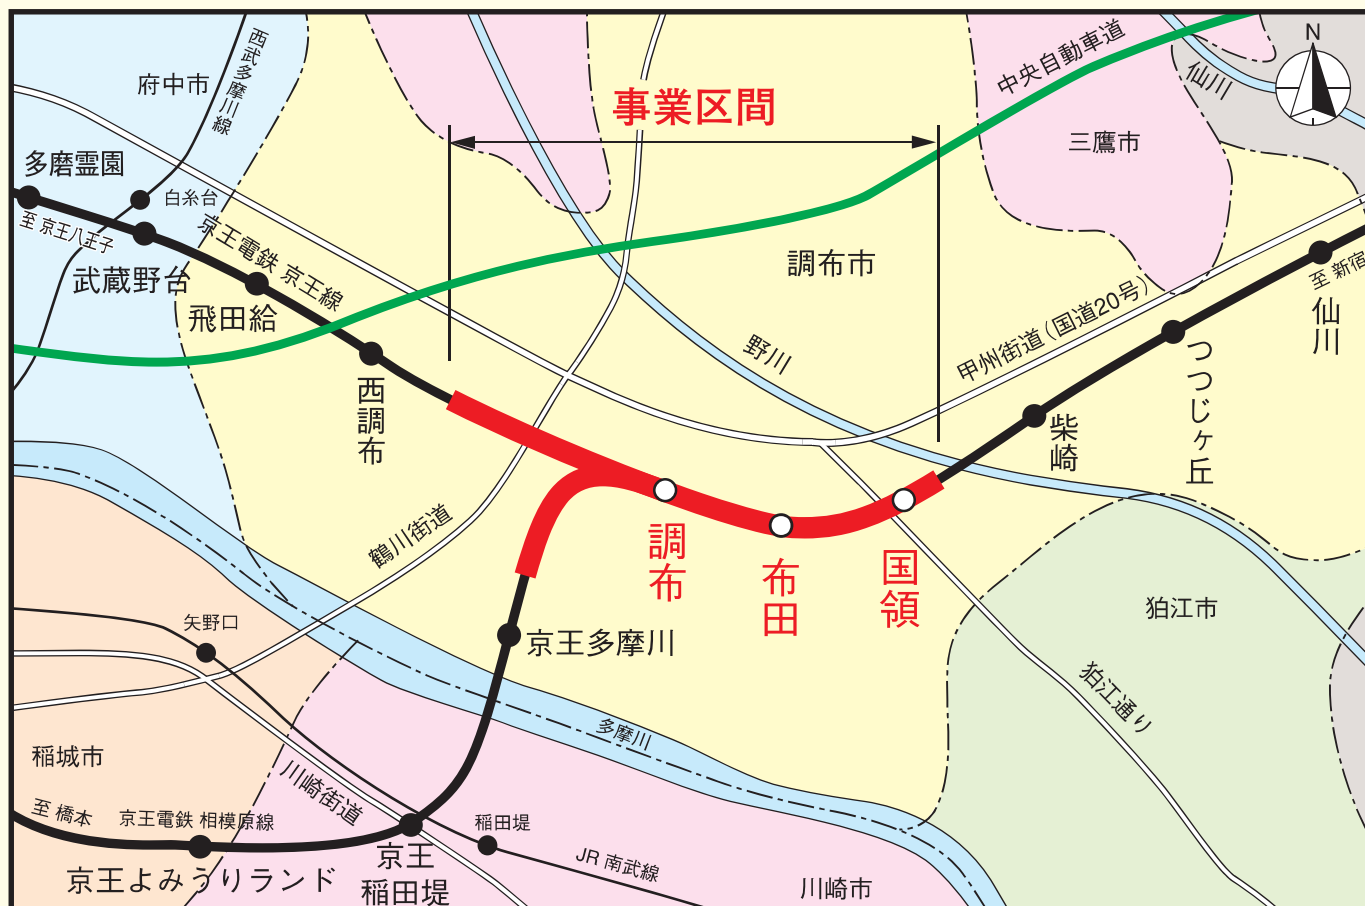 西武多摩川線
中央自動車道
N
仙川
府中市
事業区間
三鷹市
多磨霊園
白糸台
至 京王八王子
京王電鉄 京王線
武蔵野台
飛田給
調布市
至 新宿
仙川
甲州街道(国道20号)
野川
つつじヶ丘
西調布
柴崎
鶴川街道
調布
布田
国領
狛江市
矢野口
京王多摩川
狛江通り
多摩川
稲城市
川崎街道
至 橋本
京王電鉄 相模原線
稲田堤
京王
稲田堤
JR 南武線
京王よみうりランド
川崎市